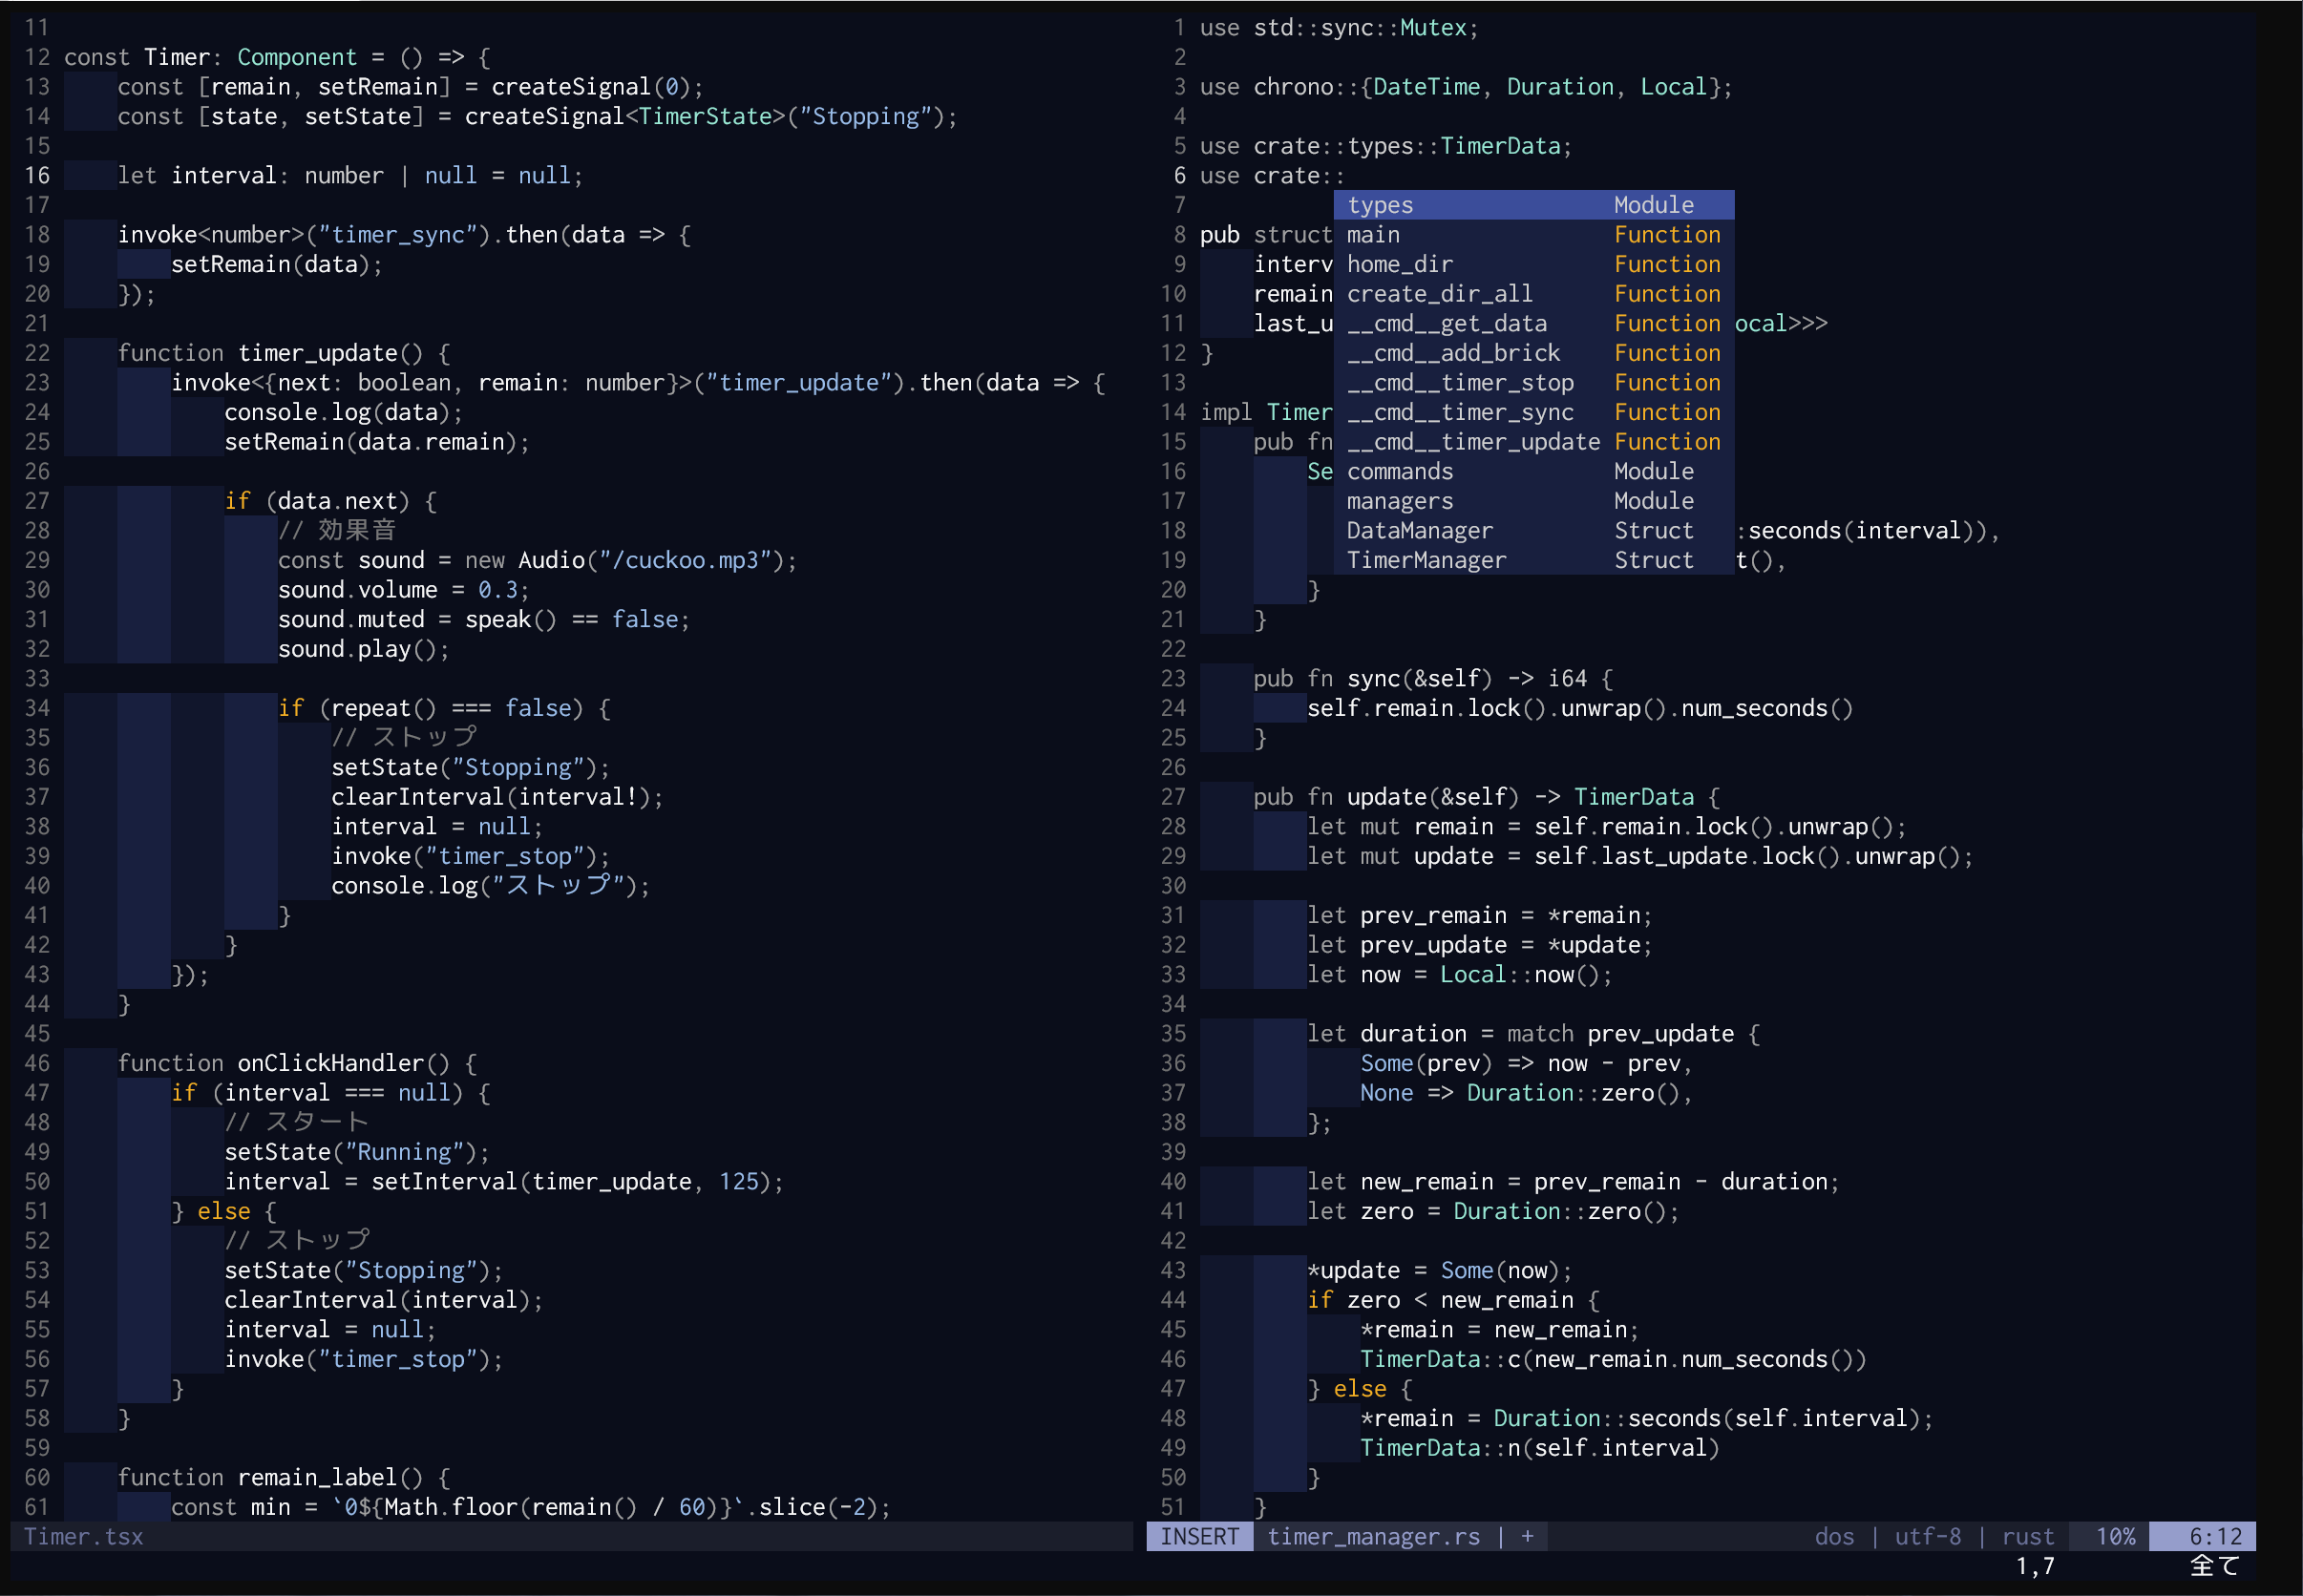 11
12 const Timer: Component = () => {
13     const [remain, setRemain] = createSignal(0);
14     const [state, setState] = createSignal<TimerState>("Stopping");
15
16     let interval: number | null = null;
17
18     invoke<number>("timer_sync").then(data => {
19         setRemain(data);
20     });
21
22     function timer_update() {
23         invoke<{next: boolean, remain: number}>("timer_update").then(data => {
24             console.log(data);
25             setRemain(data.remain);
26
27             if (data.next) {
28                 // 効果音
29                 const sound = new Audio("/cuckoo.mp3");
30                 sound.volume = 0.3;
31                 sound.muted = speak() == false;
32                 sound.play();
33
34                 if (repeat() === false) {
35                     // ストップ
36                     setState("Stopping");
37                     clearInterval(interval!);
38                     interval = null;
39                     invoke("timer_stop");
40                     console.log("ストップ");
41                 }
42             }
43         });
44     }
45
46     function onClickHandler() {
47         if (interval === null) {
48             // スタート
49             setState("Running");
50             interval = setInterval(timer_update, 125);
51         } else {
52             // ストップ
53             setState("Stopping");
54             clearInterval(interval);
55             interval = null;
56             invoke("timer_stop");
57         }
58     }
59
60     function remain_label() {
61         const min = `0${Math.floor(remain() / 60)}`.slice(-2);
Timer.tsx
1 use std::sync::Mutex;
2
3 use chrono::{DateTime, Duration, Local};
4
5 use crate::types::TimerData;
6 use crate::
7          types Module
8 pub struct main Function
9     interv home_dir Function
10     remain create_dir_all Function
11     last_u __cmd__get_data Function ocal>>>
12 } __cmd__add_brick Function
13          __cmd__timer_stop Function
14 impl Timer __cmd__timer_sync Function
15     pub fn __cmd__timer_update Function
16         Se commands Module
17          managers Module
18          DataManager Struct :seconds(interval)),
19          TimerManager Struct t(),
20         }
21     }
22
23     pub fn sync(&self) -> i64 {
24         self.remain.lock().unwrap().num_seconds()
25     }
26
27     pub fn update(&self) -> TimerData {
28         let mut remain = self.remain.lock().unwrap();
29         let mut update = self.last_update.lock().unwrap();
30
31         let prev_remain = *remain;
32         let prev_update = *update;
33         let now = Local::now();
34
35         let duration = match prev_update {
36             Some(prev) => now - prev,
37             None => Duration::zero(),
38         };
39
40         let new_remain = prev_remain - duration;
41         let zero = Duration::zero();
42
43         *update = Some(now);
44         if zero < new_remain {
45             *remain = new_remain;
46             TimerData::c(new_remain.num_seconds())
47         } else {
48             *remain = Duration::seconds(self.interval);
49             TimerData::n(self.interval)
50         }
51     }
INSERT timer_manager.rs | + dos | utf-8 | rust 10% 6:12
1,7 全て